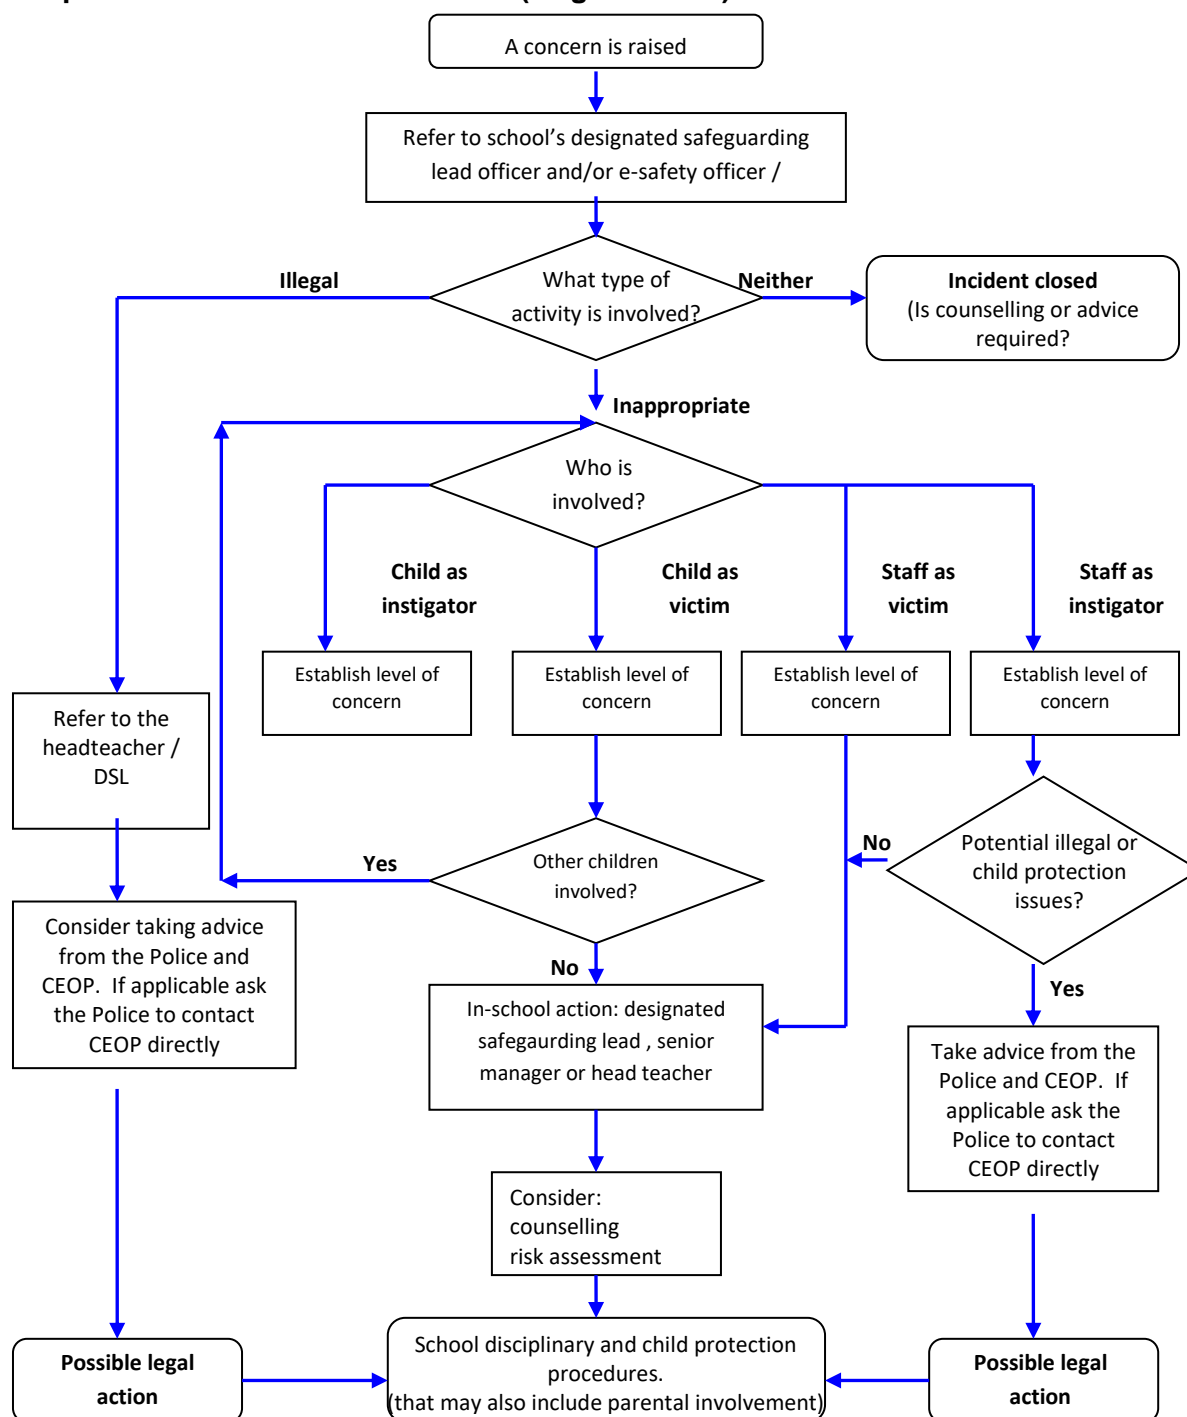 A concern is raised
Refer to school’s designated safeguarding
lead officer and/or e-safety officer /
Illegal
What type of
activity is involved?
Neither
Incident closed
(Is counselling or advice
required?
Inappropriate
Who is
involved?
Child as
instigator
Child as
victim
Staff as
victim
Staff as
instigator
Establish level of
concern
Establish level of
concern
Establish level of
concern
Establish level of
concern
Refer to the
headteacher /
DSL
Yes
Other children
involved?
No
Potential illegal or
child protection
issues?
Consider taking advice
from the Police and
CEOP.  If applicable ask
the Police to contact
CEOP directly
No
In-school action: designated
safegaurding lead , senior
manager or head teacher
Yes
Take advice from the
Police and CEOP.  If
applicable ask the
Police to contact
CEOP directly
Consider:
counselling
risk assessment
Possible legal
action
School disciplinary and child protection
procedures.
(that may also include parental involvement)
Possible legal
action